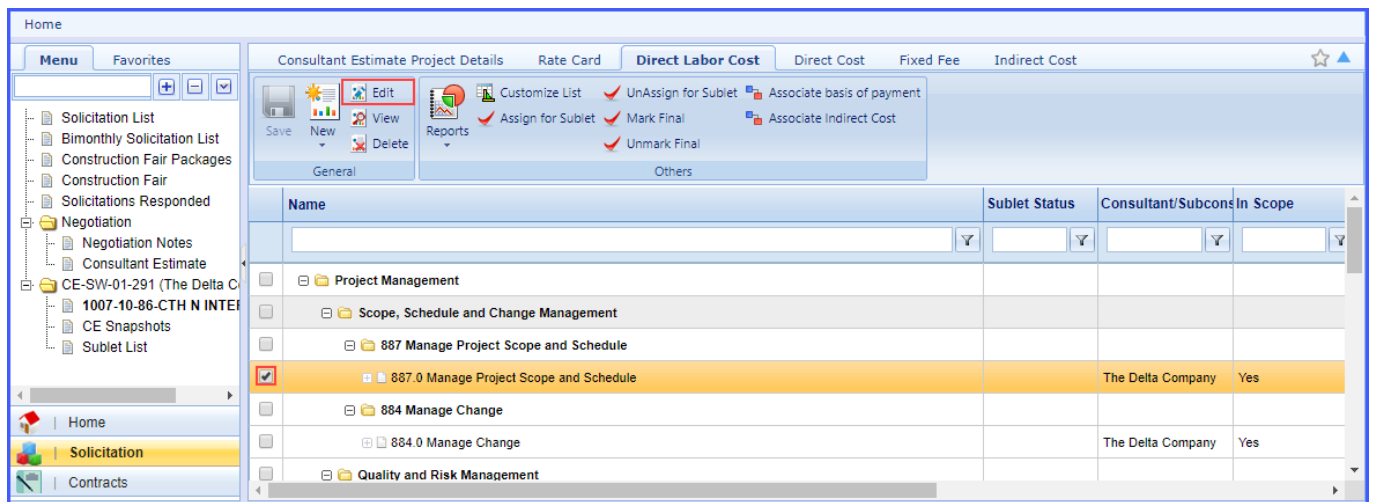 Home
Menu
Favorites
Solicitation List
Bimonthly Solicitation List
Construction Fair Packages
Construction Fair
Solicitations Responded
Negotiation
Negotiation Notes
Consultant Estimate
CE-SW-01-291 (The Delta C
1007-10-86-CTH N INTE
CE Snapshots
Sublet List
Home
Solicitation
Contracts
Consultant Estimate Project Details
Rate Card
Direct Labor Cost
Direct Cost
Fixed Fee
Indirect Cost
Save
New
Edit
View
Delete
General
Reports
Customize List
Assign for Sublet
UnAssign for Sublet
Mark Final
Unmark Final
Associate basis of payment
Associate Indirect Cost
Others
Name Sublet Status Consultant/Subcons In Scope
Project Management
Scope, Schedule and Change Management
887 Manage Project Scope and Schedule
887.0 Manage Project Scope and Schedule The Delta Company Yes
884 Manage Change
884.0 Manage Change The Delta Company Yes
Quality and Risk Management